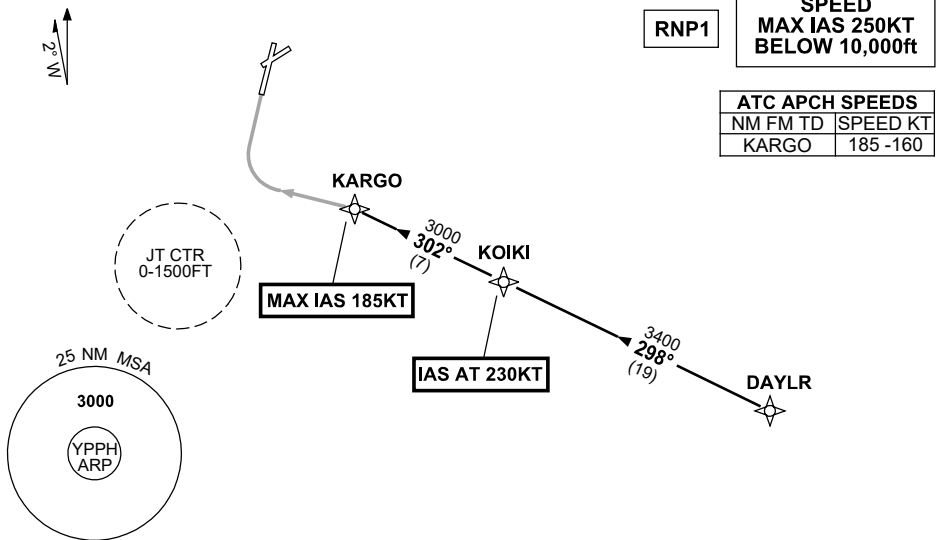 2° W
RNP1
SPEED
MAX IAS 250KT
BELOW 10,000ft
ATC APCH SPEEDS
NM FM TD SPEED KT
KARGO 185 -160
KARGO
3000
302°
(7)
KOIKI
JT CTR
0-1500FT
MAX IAS 185KT
3400
298°
(19)
IAS AT 230KT
DAYLR
25 NM MSA
3000
YPPH
ARP